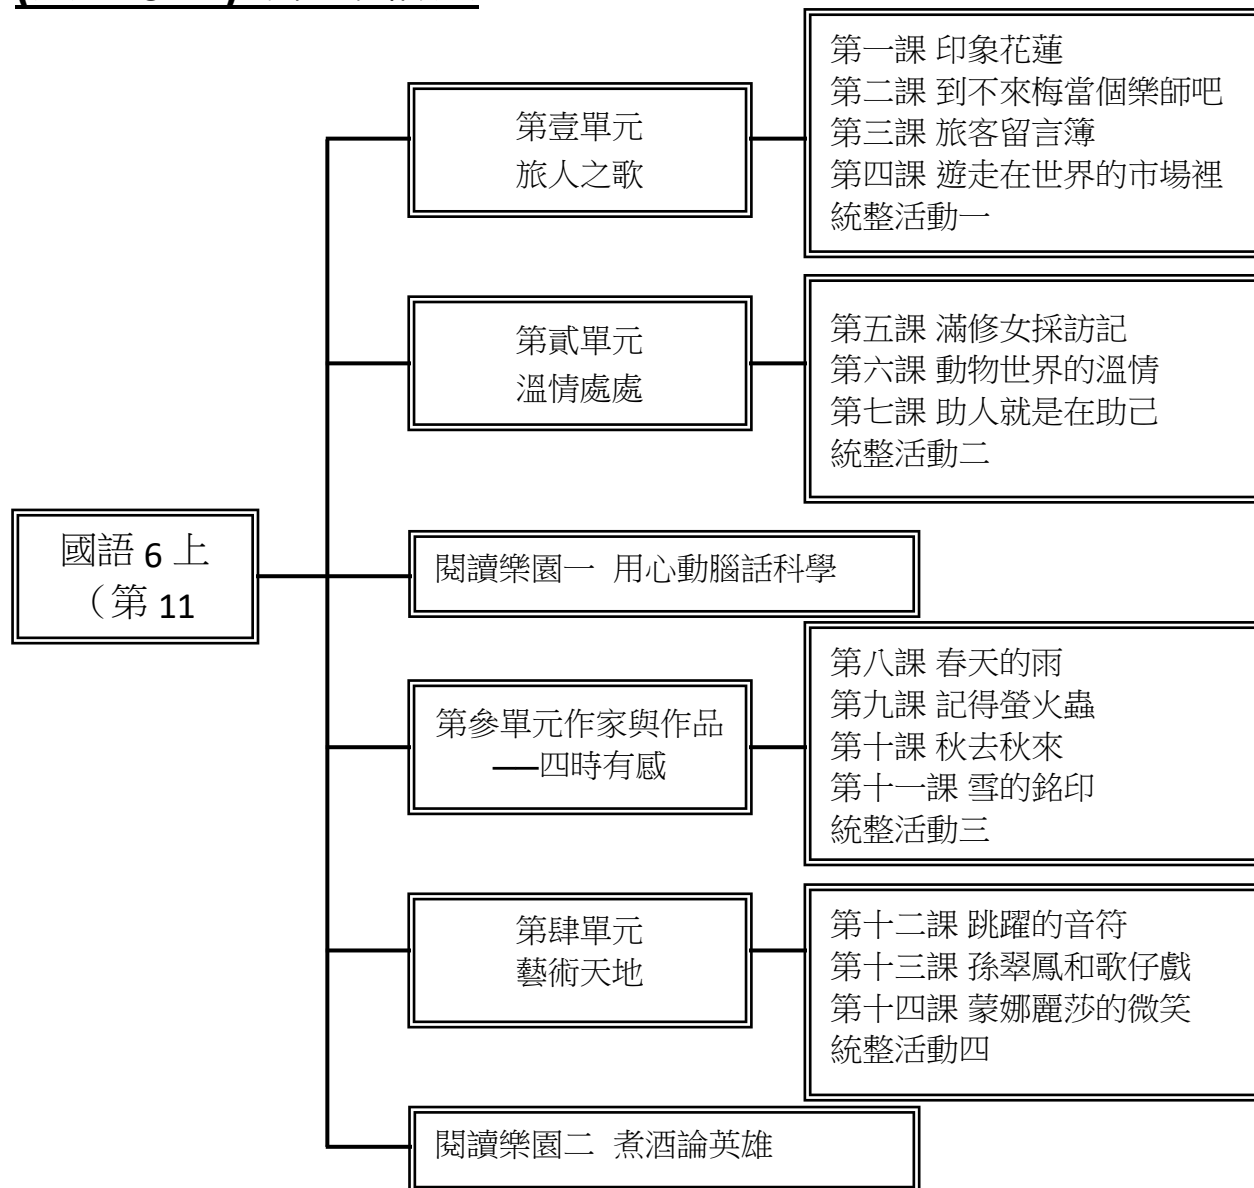 國語 6 上
（第 11
第壹單元
旅人之歌
第一課 印象花蓮
第二課 到不來梅當個樂師吧
第三課 旅客留言簿
第四課 遊走在世界的市場裡
統整活動一
第貳單元
溫情處處
第五課 滿修女採訪記
第六課 動物世界的溫情
第七課 助人就是在助己
統整活動二
閱讀樂園一 用心動腦話科學
第參單元作家與作品
──四時有感
第八課 春天的雨
第九課 記得螢火蟲
第十課 秋去秋來
第十一課 雪的銘印
統整活動三
第肆單元
藝術天地
第十二課 跳躍的音符
第十三課 孫翠鳳和歌仔戲
第十四課 蒙娜麗莎的微笑
統整活動四
閱讀樂園二 煮酒論英雄